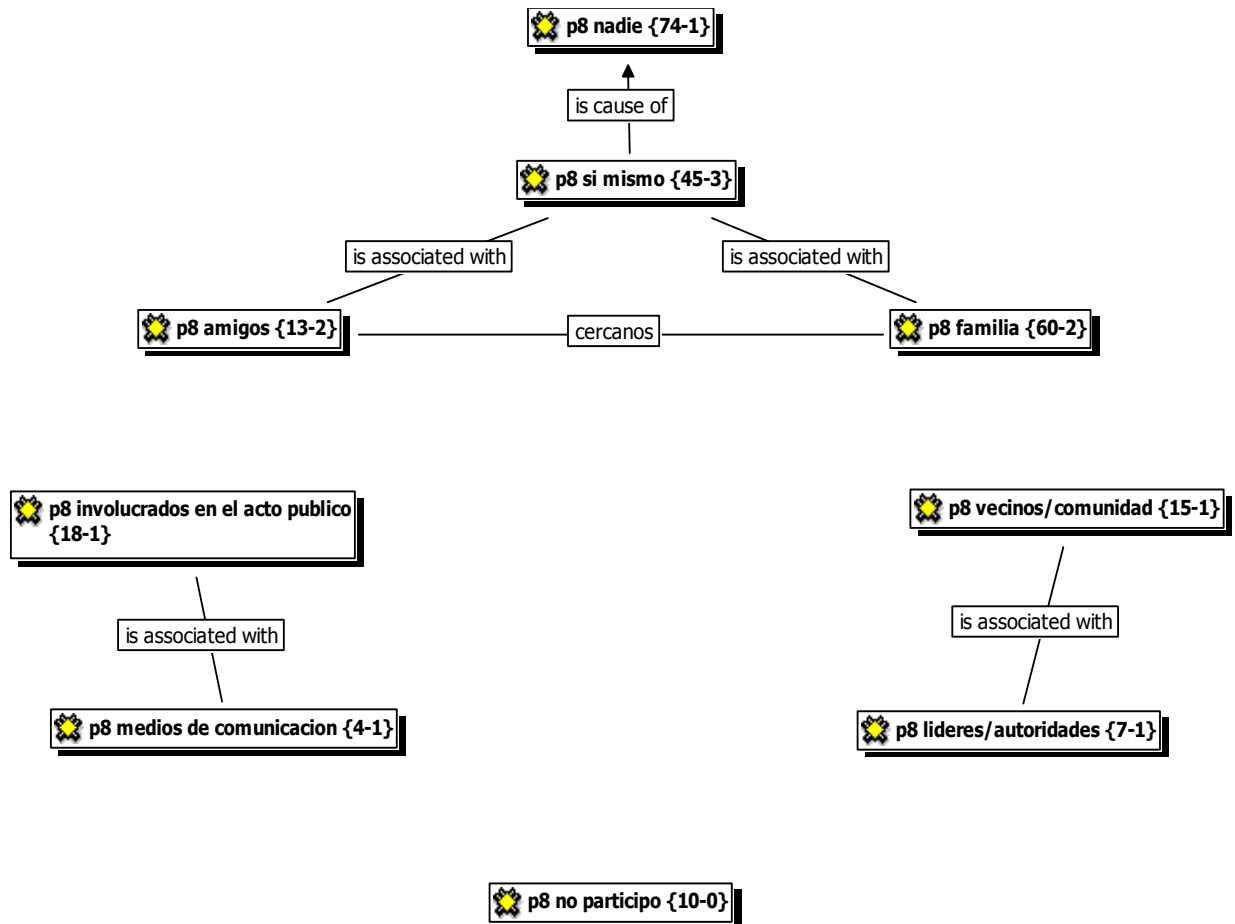 p8 nadie {74-1}
is cause of
p8 si mismo {45-3}
is associated with
is associated with
p8 amigos {13-2}
cercanos
p8 familia {60-2}
p8 involucrados en el acto publico
{18-1}
p8 vecinos/comunidad {15-1}
is associated with
is associated with
p8 medios de comunicacion {4-1}
p8 lideres/autoridades {7-1}
p8 no participo {10-0}